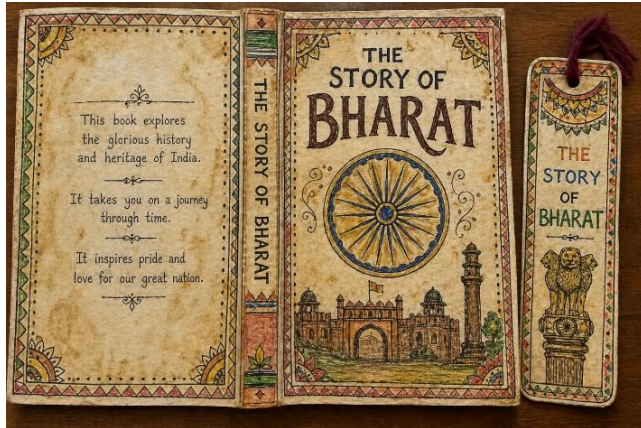 This book explores
the glorious history
and heritage of India.
It takes you on a journey
through time.
It inspires pride and
love for our great nation.
THE STORY OF BHARAT
THE
STORY OF
BHARAT
THE
STORY
OF
BHARAT